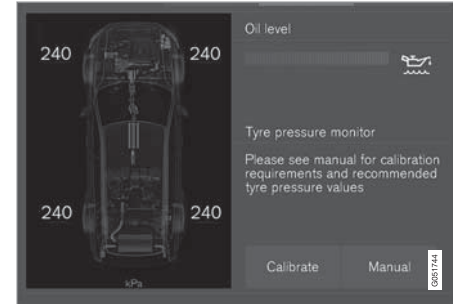 Oil level
240 240
Tyre pressure monitor
Please see manual for calibration
requirements and recommended
tyre pressure values
240 240
Calibrate Manual
kPa
G051744